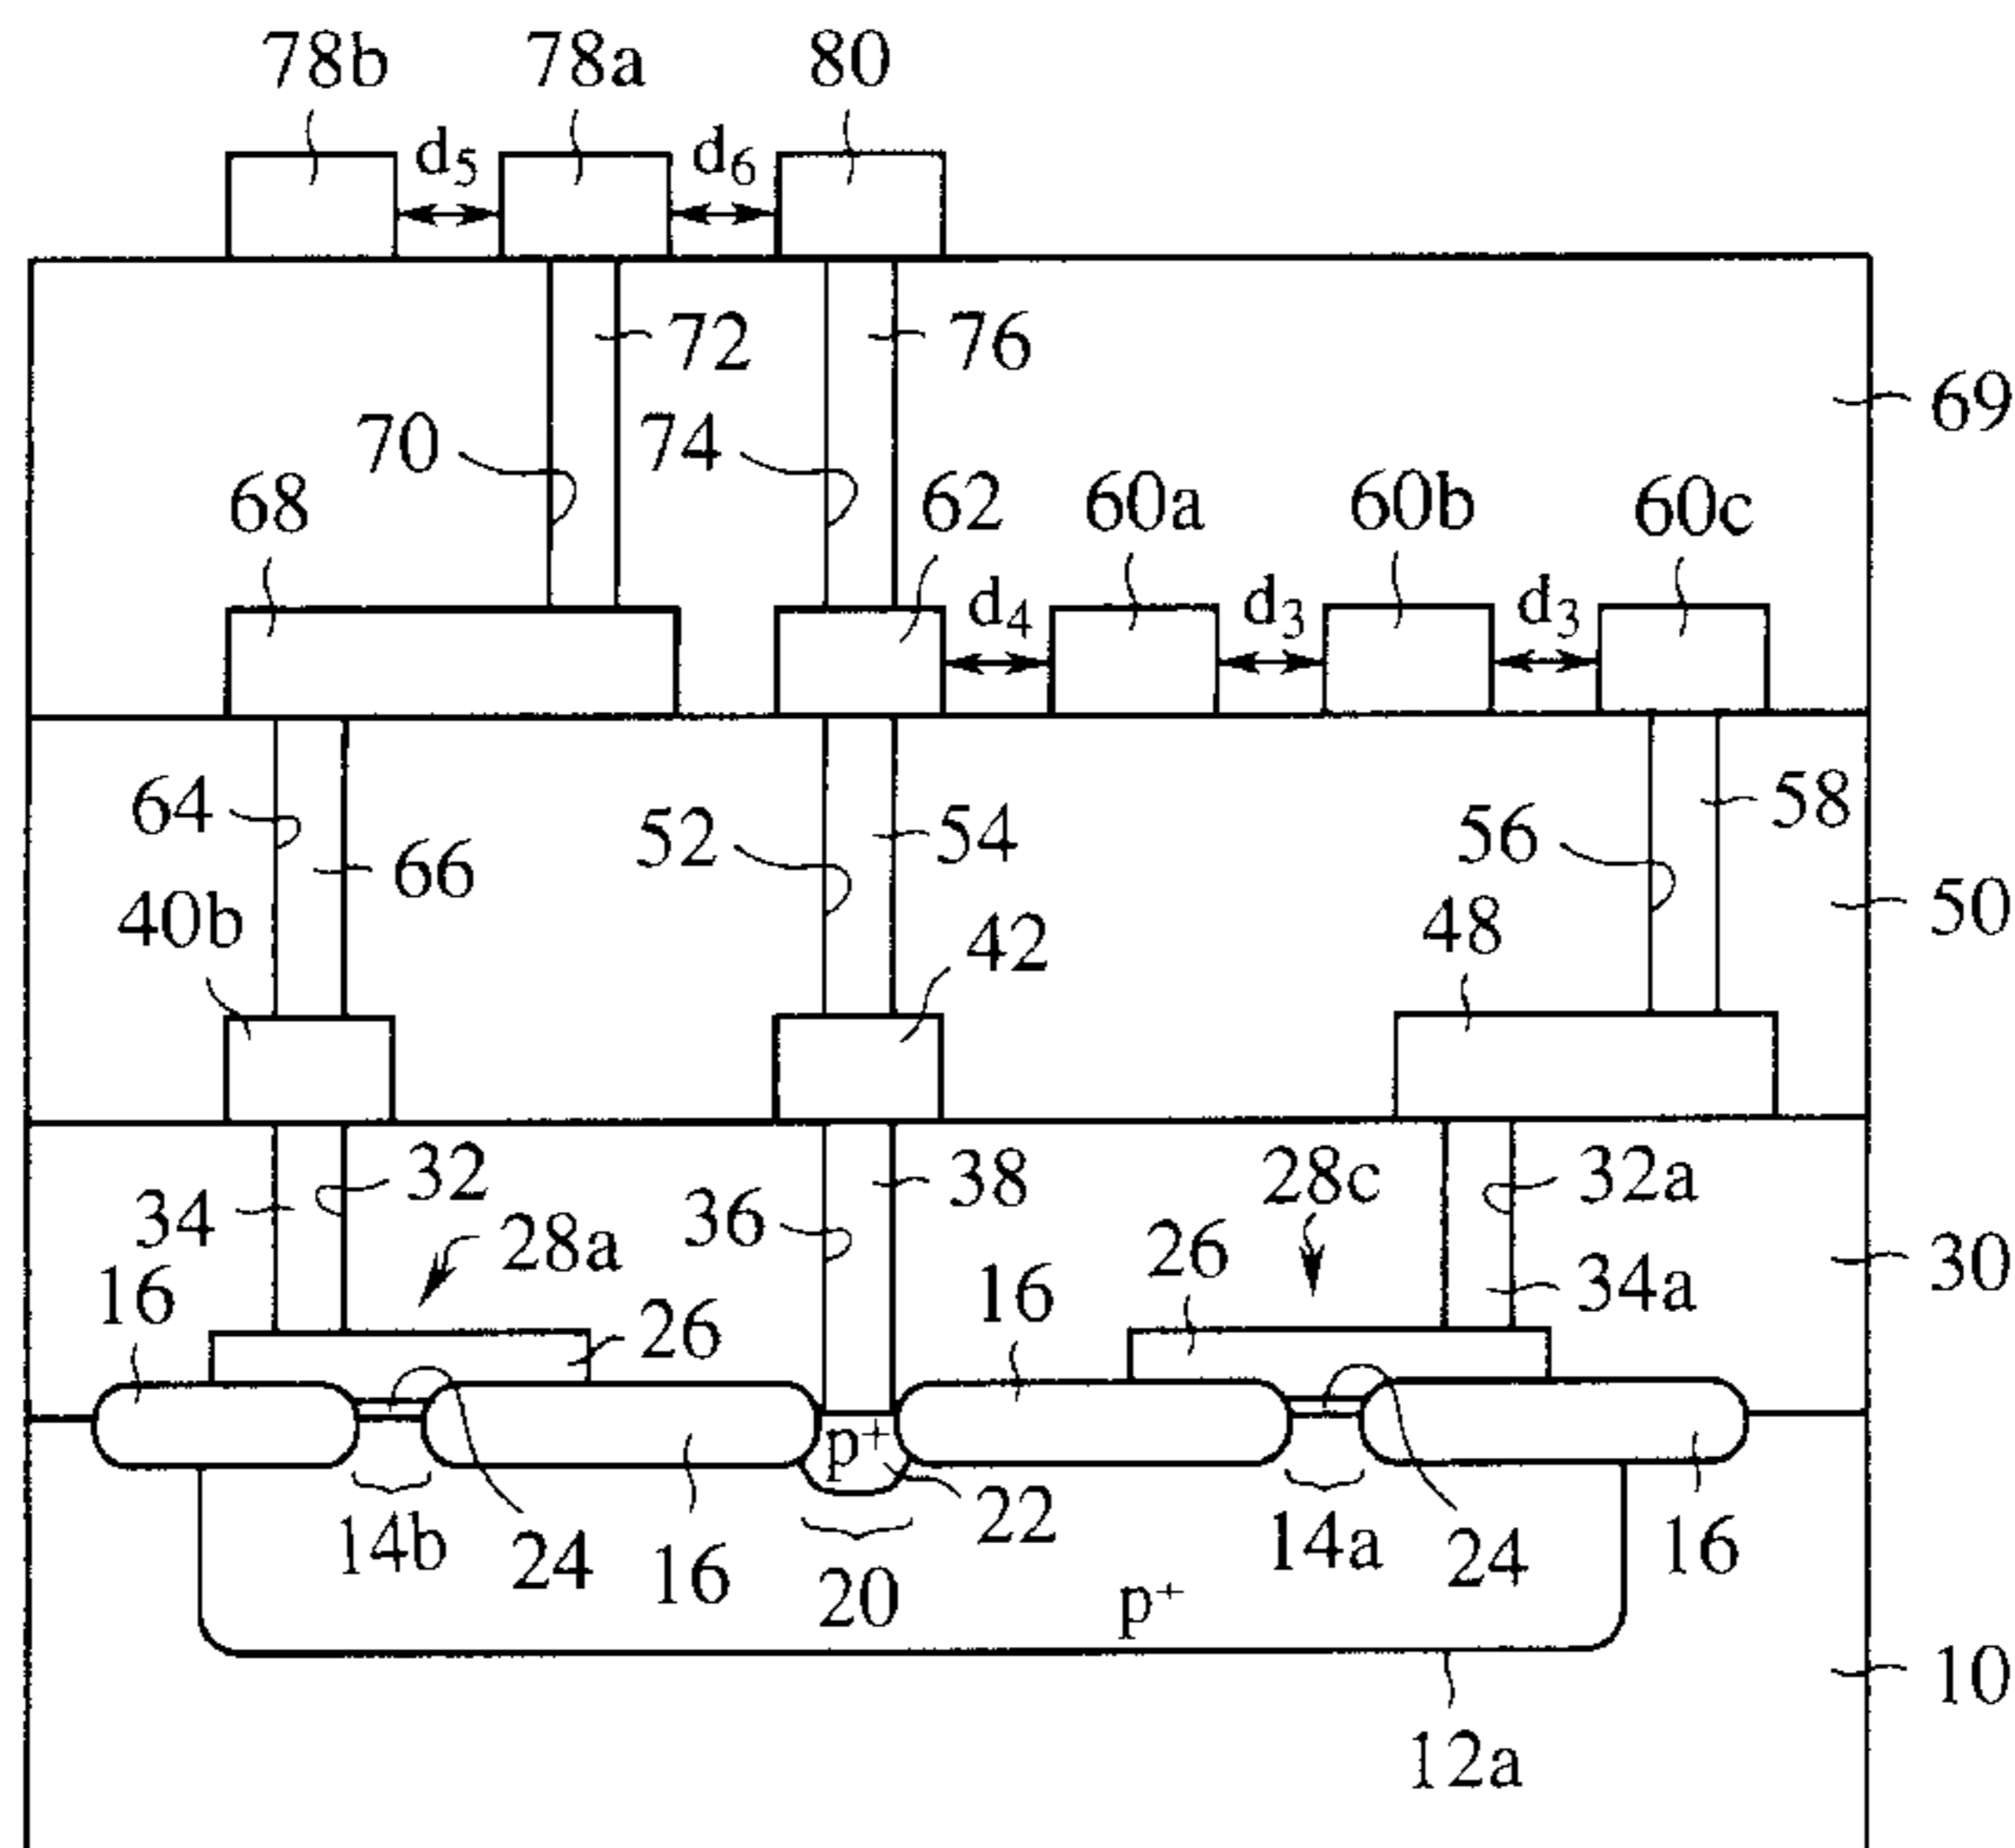 78b 78a 80
d5 d6
72 76
69
70 74
68 62 60a 60b 60c
d4 d3 d3
64 66 52 54 56 58
40b 42 48 50
34 32 36 38 28c 32a
16 28a 26 16 26 34a 30
p+
14b 24 16 20 22 14a 24 16
p+
10
12a